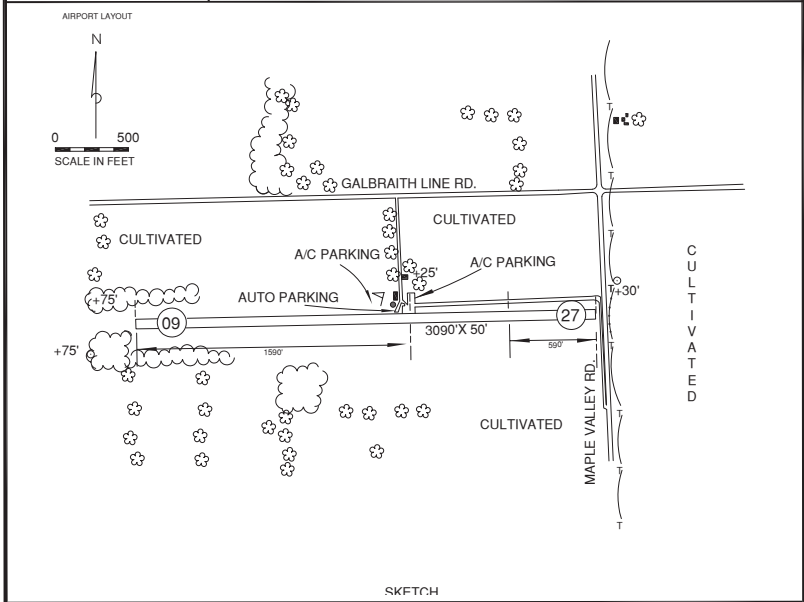 AIRPORT LAYOUT
N
0 500
SCALE IN FEET
GALBRAITH LINE RD.
CULTIVATED
CULTIVATED
A/C PARKING
A/C PARKING
+25'
AUTO PARKING
+75'
+30'
09
27
3090'X 50'
+75'
1590'
590'
MAPLE VALLEY RD.
CULTIVATED
CULTIVATED
T
T
T
T
T
T
T
T
SKETCH